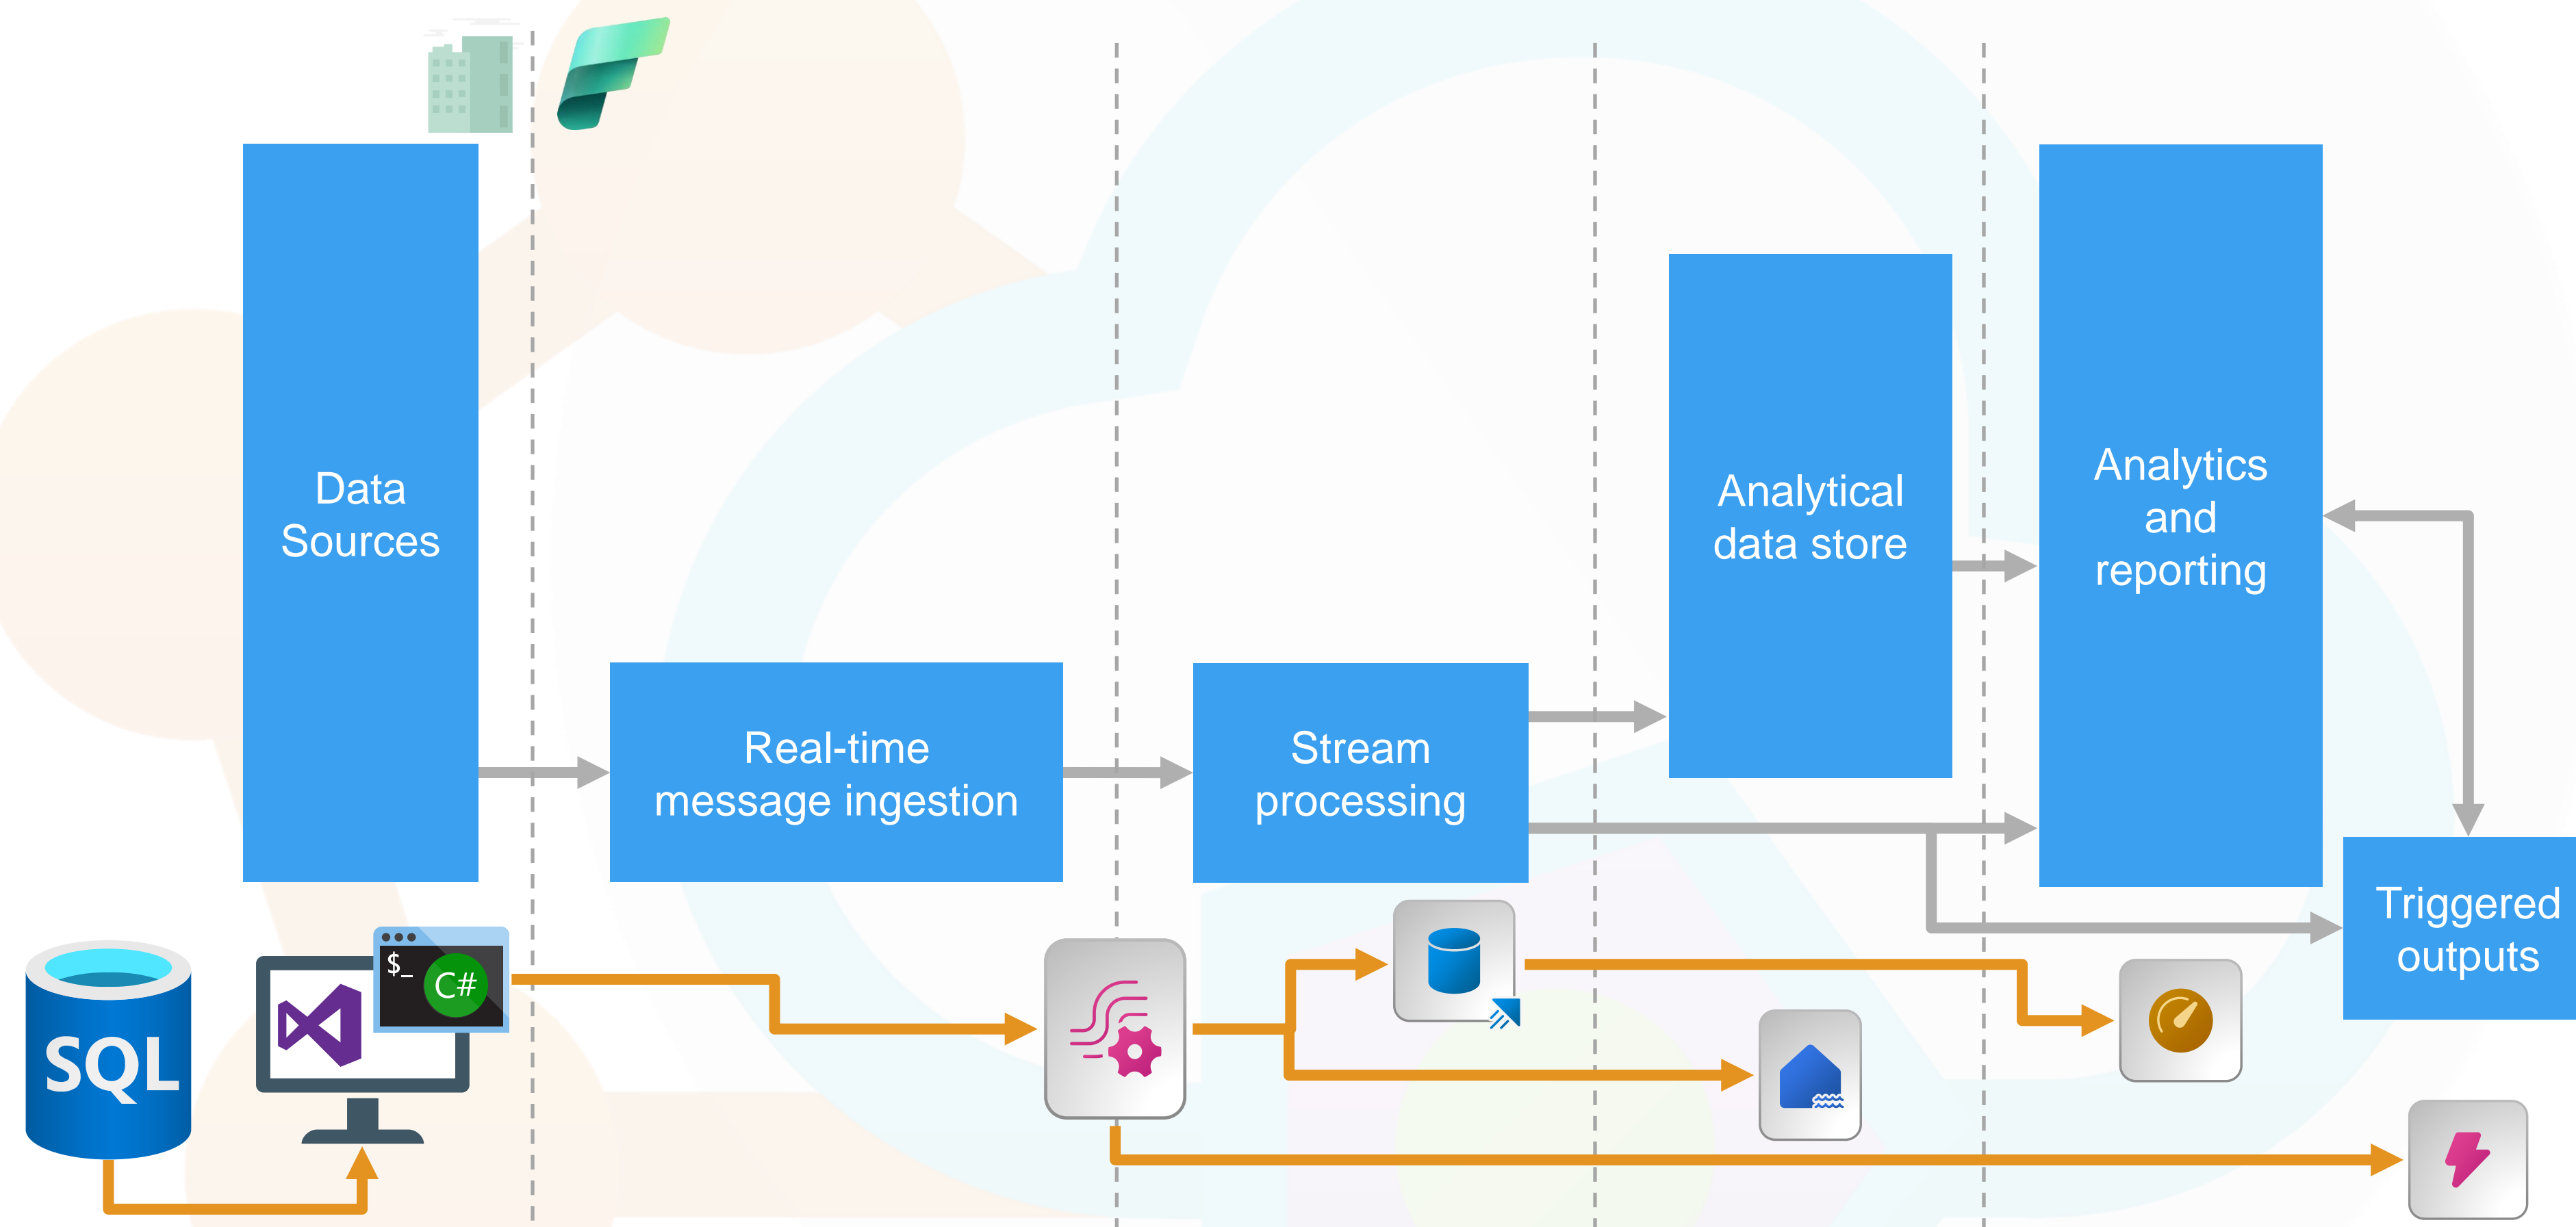 Data
Sources
Real-time
message ingestion
Stream
processing
Analytical
data store
Analytics
and
reporting
Triggered
outputs
SQL
$_
C#